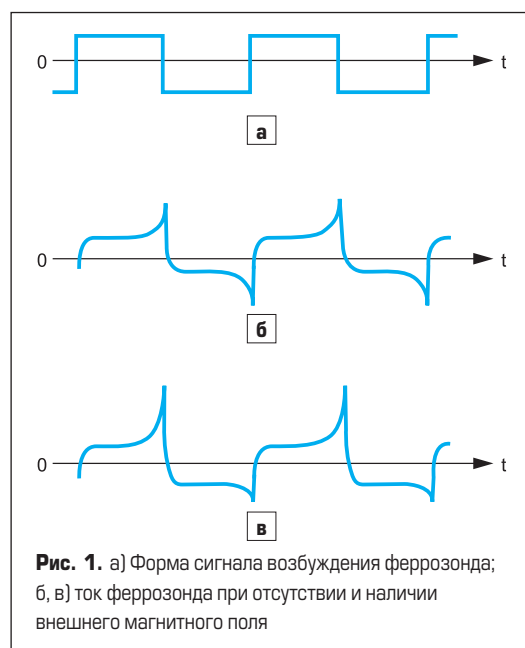 0 t
а
0 t
б
0 t
в
Рис. 1. а) Форма сигнала возбуждения феррозонда;
б, в) ток феррозонда при отсутствии и наличии
внешнего магнитного поля